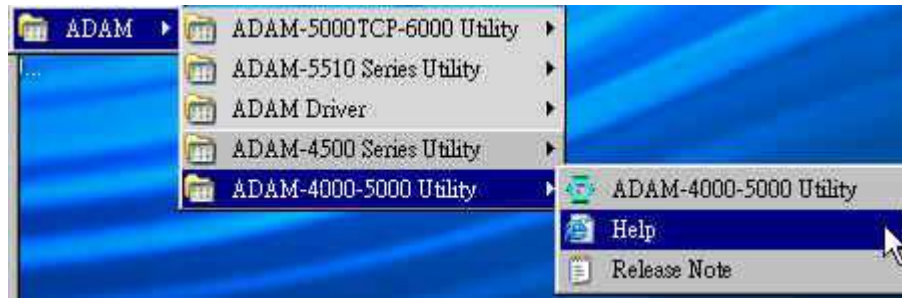 ADAM
ADAM-5000TCP-6000 Utility
ADAM-5510 Series Utility
ADAM Driver
ADAM-4500 Series Utility
ADAM-4000-5000 Utility
ADAM-4000-5000 Utility
Help
Release Note